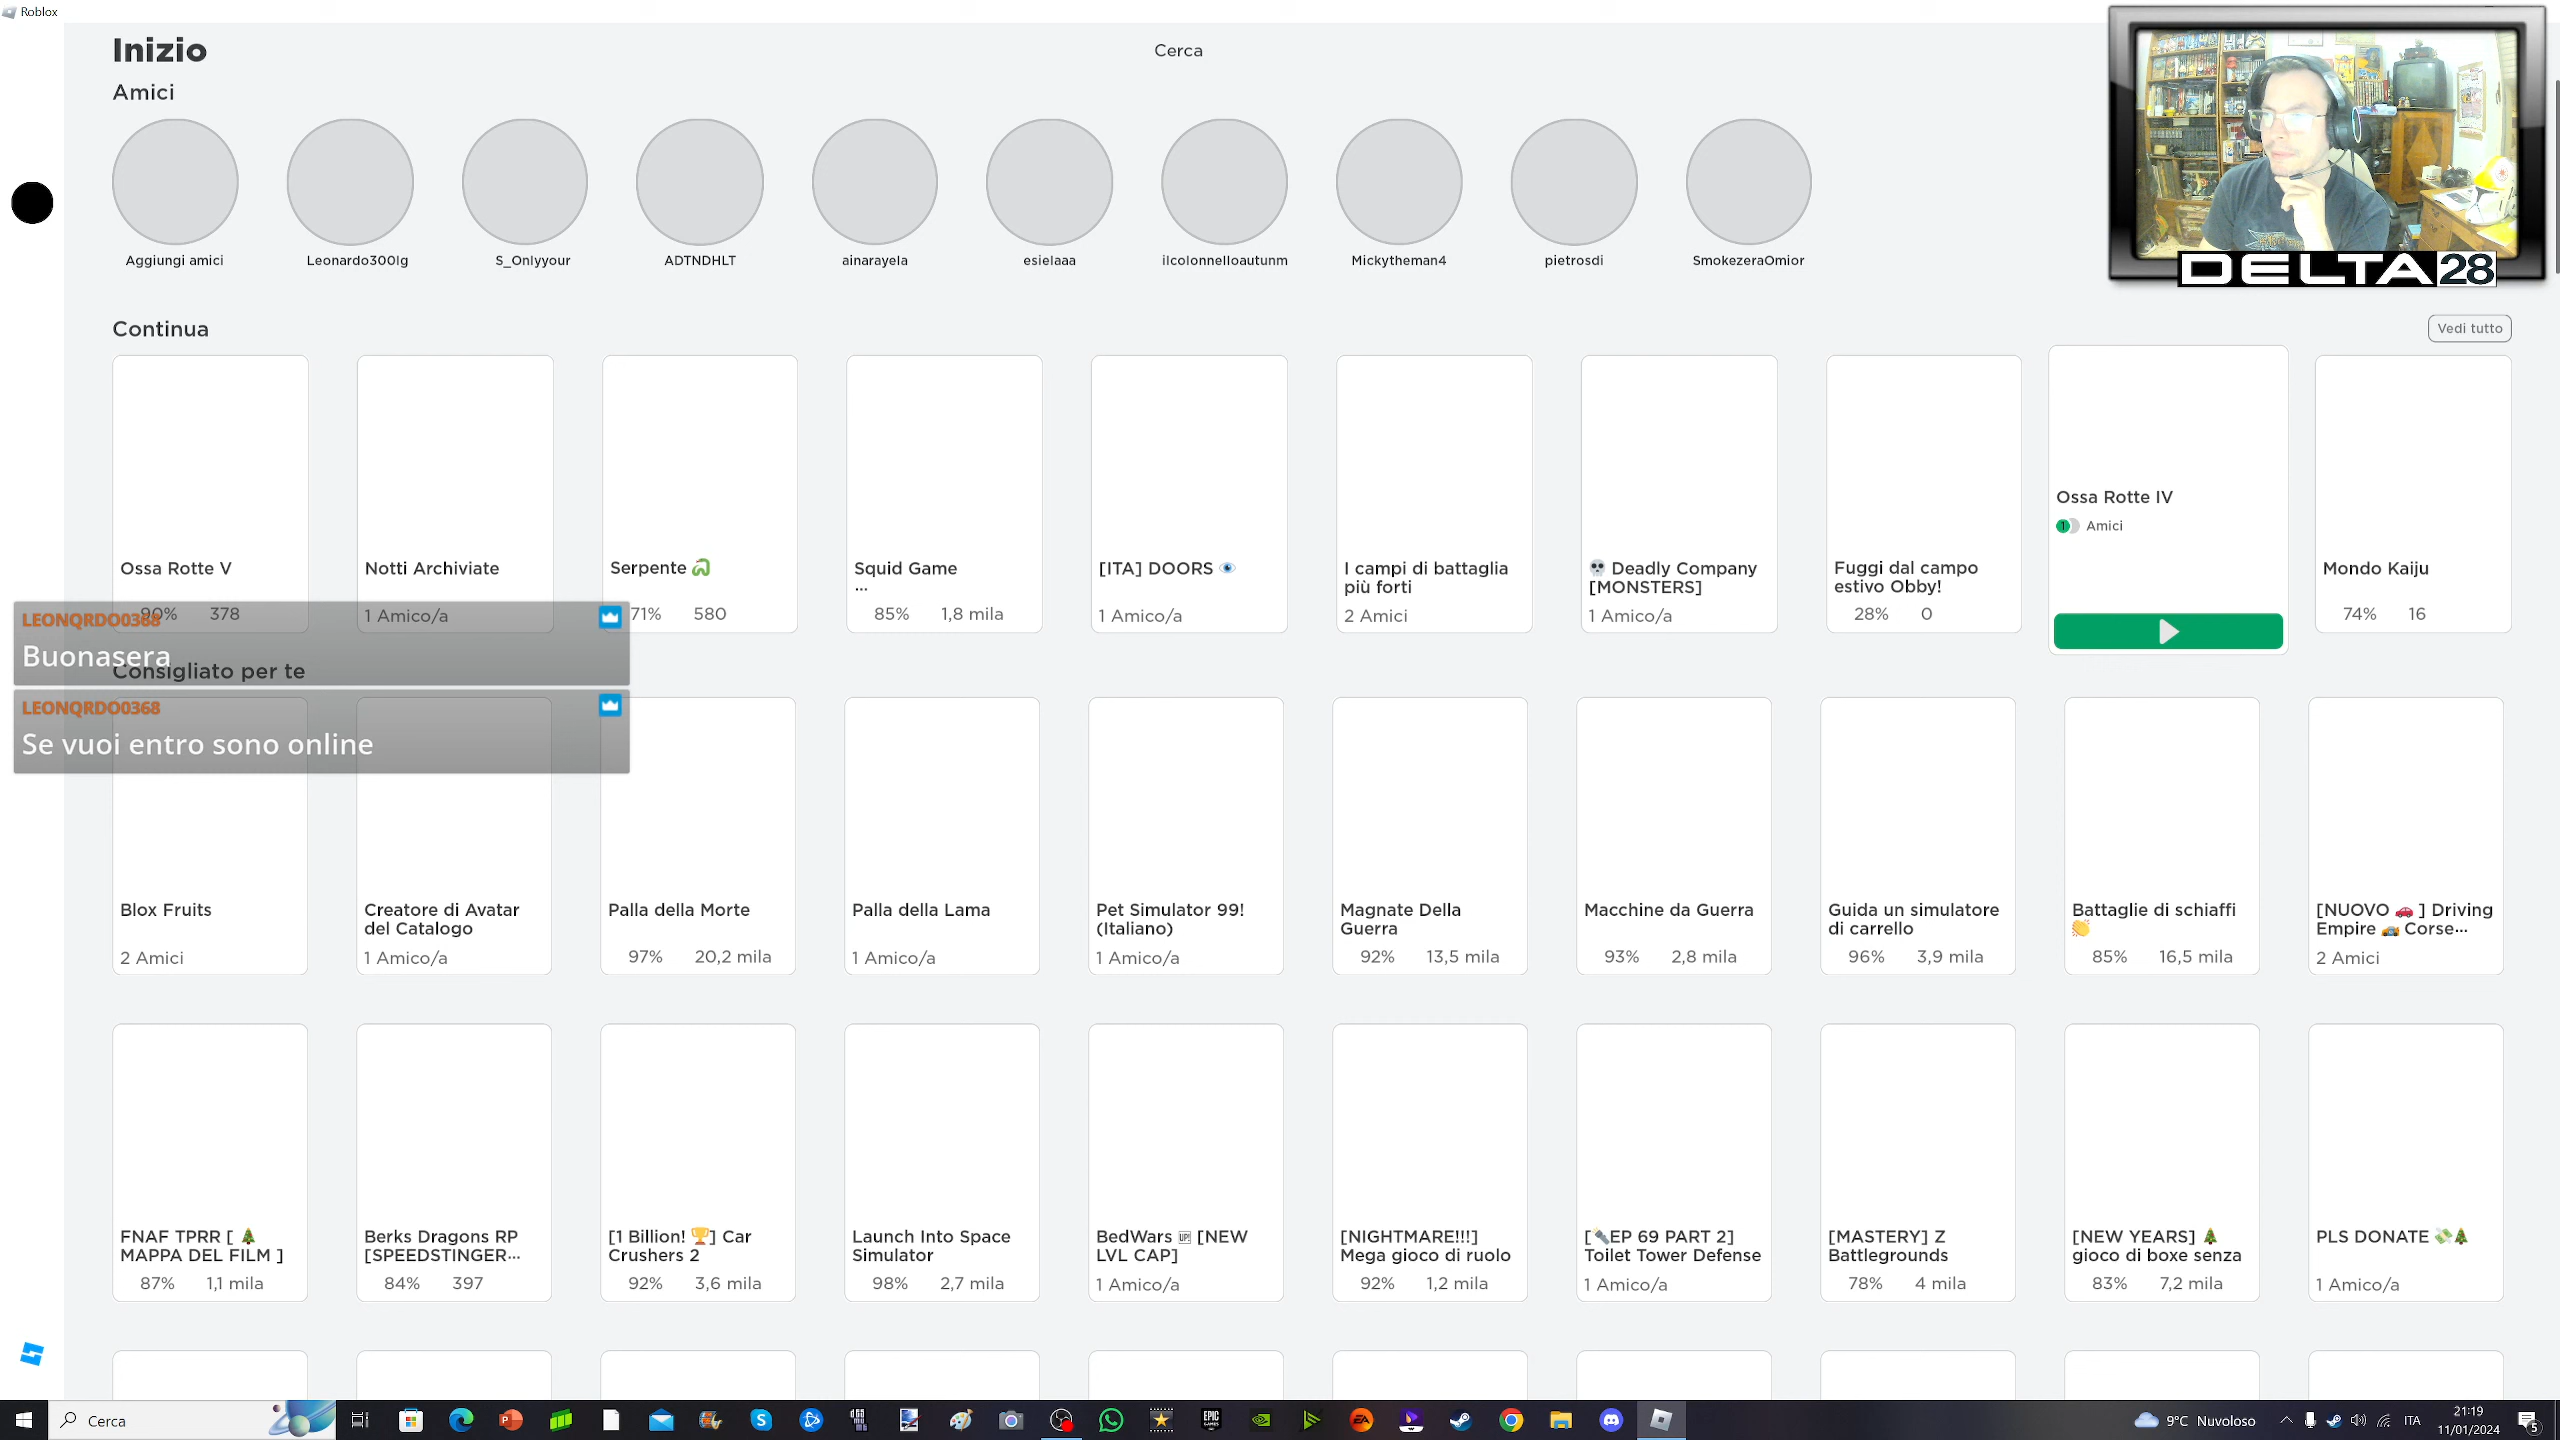 Roblox
Inizio
Cerca
Amici
Aggiungi amici
Leonardo300lg
S_Onlyyour
ADTNDHLT
ainarayela
esielaaa
ilcolonnelloautunm
Mickytheman4
pietrosdi
SmokezeraOmior
DELTA28
Continua
Vedi tutto
Ossa Rotte V
90% 378
Notti Archiviate
1 Amico/a
Serpente 🐍
71% 580
Squid Game
...
85% 1,8 mila
[ITA] DOORS 👁
1 Amico/a
I campi di battaglia
più forti
2 Amici
💀 Deadly Company
[MONSTERS]
1 Amico/a
Fuggi dal campo
estivo Obby!
28% 0
Ossa Rotte IV
1 Amici
Mondo Kaiju
74% 16
LEONQRDO0368
Buonasera
Consigliato per te
LEONQRDO0368
Se vuoi entro sono online
Blox Fruits
2 Amici
Creatore di Avatar
del Catalogo
1 Amico/a
Palla della Morte
97% 20,2 mila
Palla della Lama
1 Amico/a
Pet Simulator 99!
(Italiano)
1 Amico/a
Magnate Della
Guerra
92% 13,5 mila
Macchine da Guerra
93% 2,8 mila
Guida un simulatore
di carrello
96% 3,9 mila
Battaglie di schiaffi
👏
85% 16,5 mila
[NUOVO 🚗 ] Driving
Empire 🚙 Corse...
2 Amici
FNAF TPRR [ 🎄
MAPPA DEL FILM ]
87% 1,1 mila
Berks Dragons RP
[SPEEDSTINGER...
84% 397
[1 Billion! 🏆] Car
Crushers 2
92% 3,6 mila
Launch Into Space
Simulator
98% 2,7 mila
BedWars 🆙 [NEW
LVL CAP]
1 Amico/a
[NIGHTMARE!!!]
Mega gioco di ruolo
92% 1,2 mila
[🔦EP 69 PART 2]
Toilet Tower Defense
1 Amico/a
[MASTERY] Z
Battlegrounds
78% 4 mila
[NEW YEARS] 🎄
gioco di boxe senza
83% 7,2 mila
PLS DONATE 💸🎄
1 Amico/a
Cerca
9°C Nuvoloso
ITA
21:19
11/01/2024
5